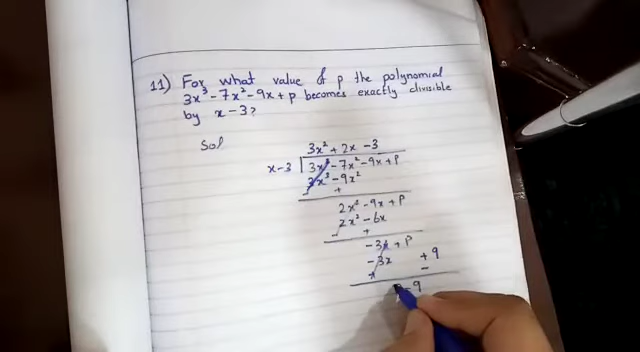 11) For what value of p the polynomial
3x³-7x²-9x+p becomes exactly divisible
by x-3?
Sol
3x²+2x-3
x-3 3x³-7x²-9x+p
3x³-9x²
- +
2x²-9x+p
2x²-6x
- +
-3x+p
-3x +9
+ -
p-9